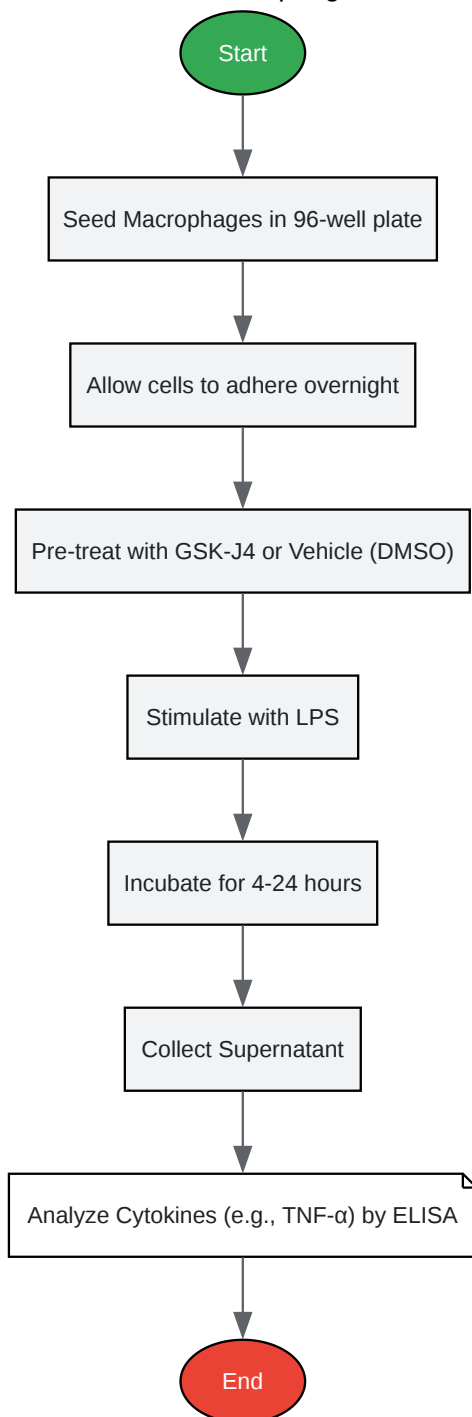 Start
Seed Macrophages in 96-well plate
Allow cells to adhere overnight
Pre-treat with GSK-J4 or Vehicle (DMSO)
Stimulate with LPS
Incubate for 4-24 hours
Collect Supernatant
Analyze Cytokines (e.g., TNF-α) by ELISA
End